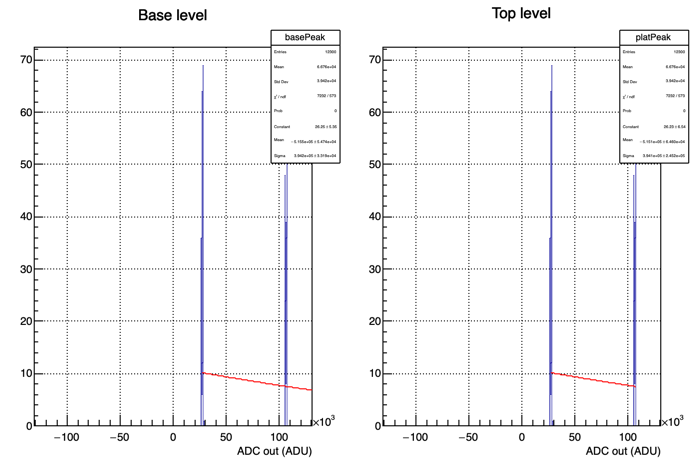 Base level
Top level
basePeak
Entries
Mean
Std Dev
χ² / ndf
Prob 0
Constant
Mean
Sigma
platPeak
Entries
Mean
Std Dev
χ² / ndf
Prob 0
Constant
Mean
Sigma
70
60
50
40
30
20
10
0
−100 −50 0 50 100 ×10³
ADC out (ADU)
70
60
50
40
30
20
10
0
−100 −50 0 50 100 ×10³
ADC out (ADU)